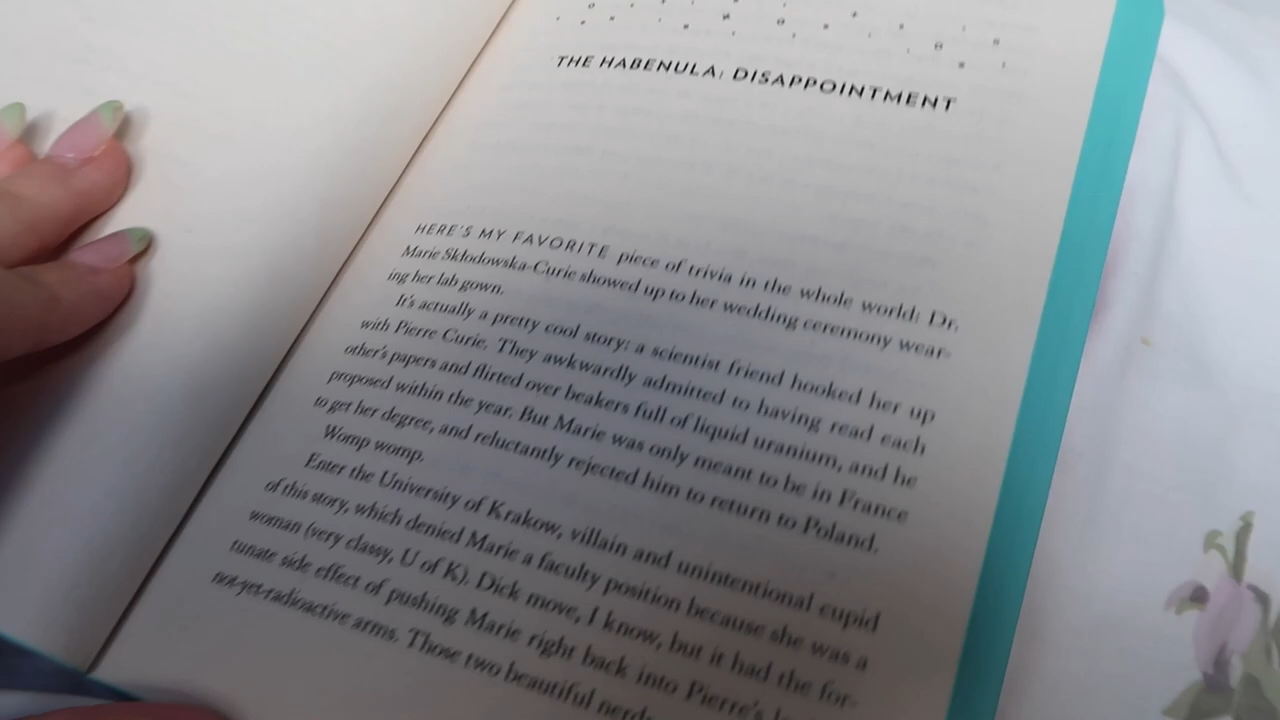 THE HABENULA: DISAPPOINTMENT
HERE'S MY FAVORITE piece of trivia in the whole world: Dr.
Marie Skłodowska-Curie showed up to her wedding ceremony wear-
ing her lab gown.
It's actually a pretty cool story: a scientist friend hooked her up
with Pierre Curie. They awkwardly admitted to having read each
other's papers and flirted over beakers full of liquid uranium, and he
proposed within the year. But Marie was only meant to be in France
to get her degree, and reluctantly rejected him to return to Poland.
Womp womp.
Enter the University of Krakow, villain and unintentional cupid
of this story, which denied Marie a faculty position because she was a
woman (very classy, U of K). Dick move, I know, but it had the for-
tunate side effect of pushing Marie right back into Pierre's
not-yet-radioactive arms. Those two beautiful nerds